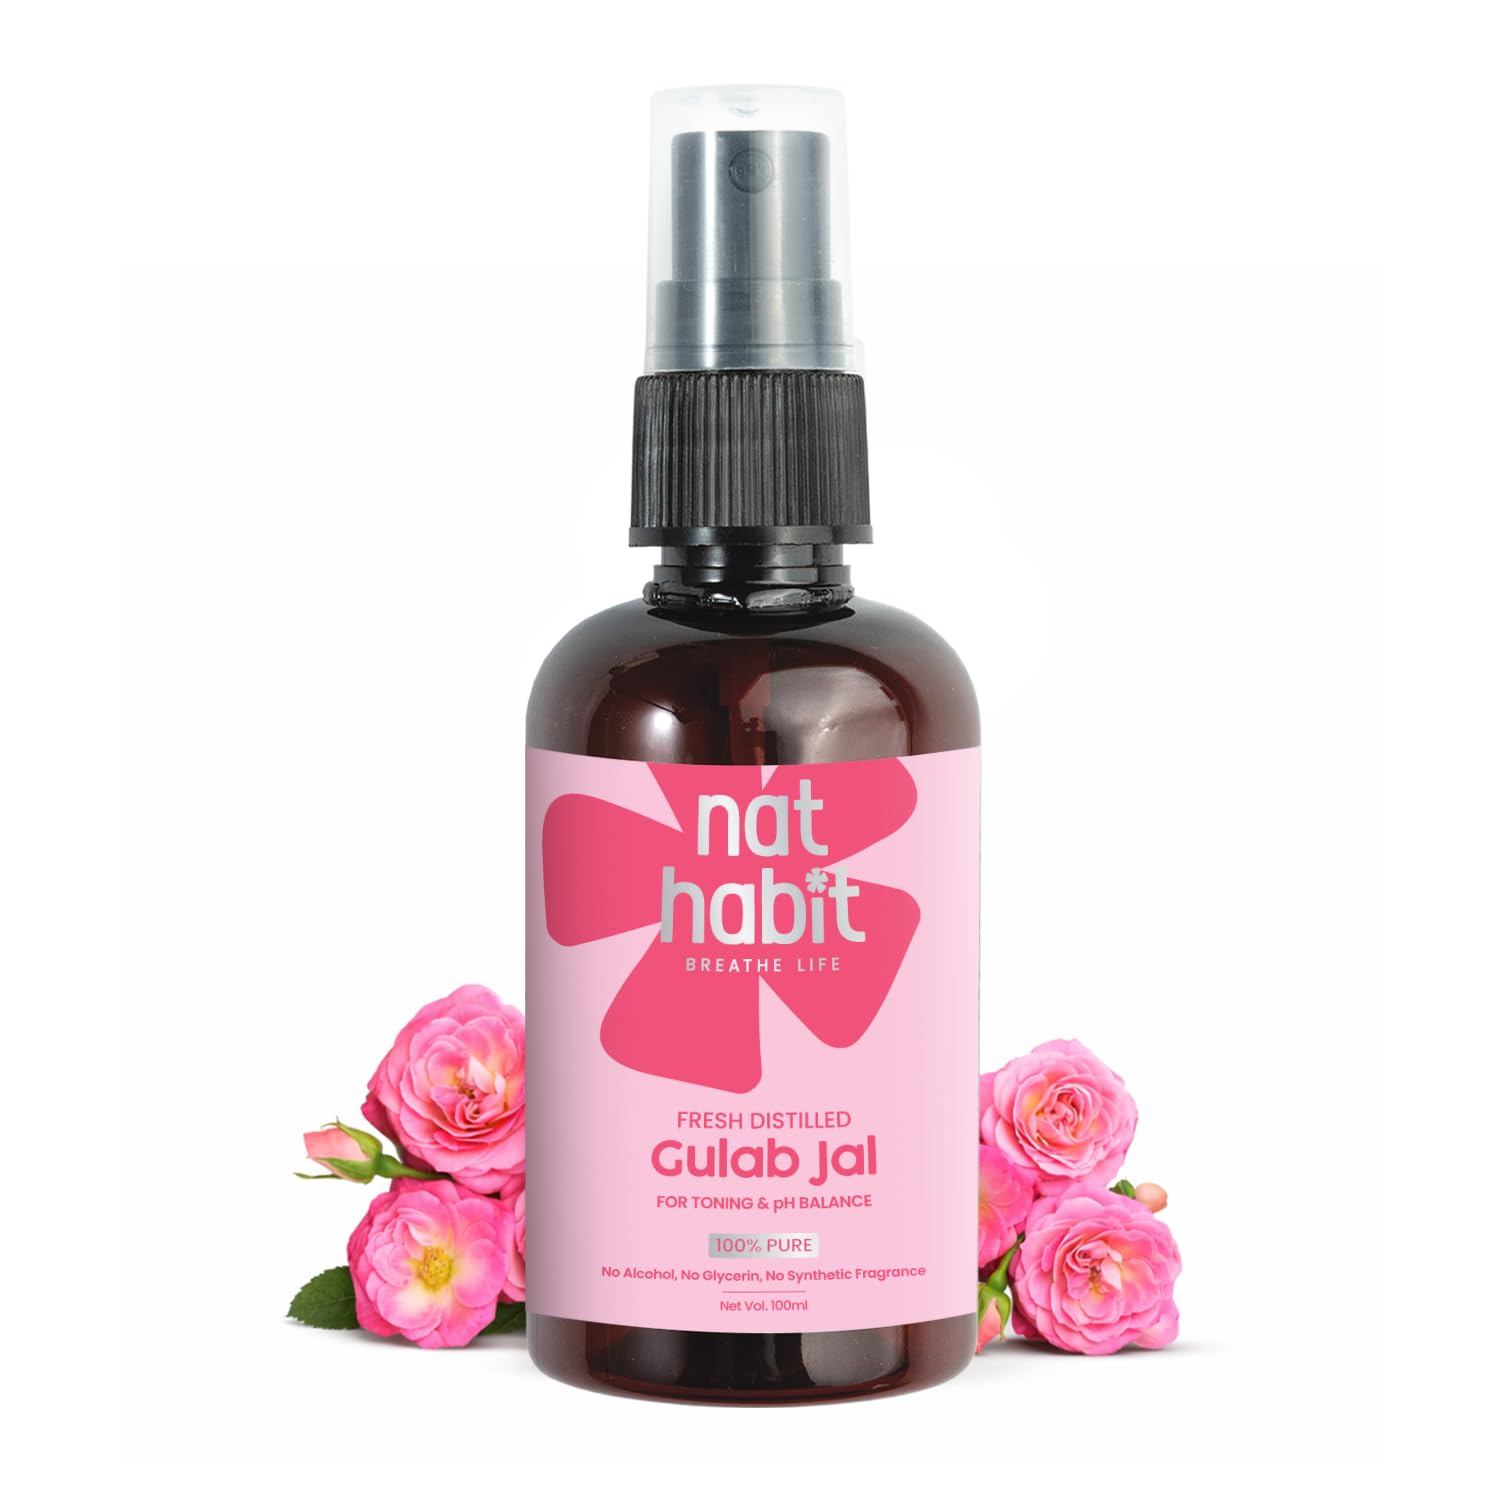 nat
habit
BREATHE LIFE
FRESH DISTILLED
Gulab Jal
FOR TONING & pH BALANCE
100% PURE
No Alcohol, No Glycerin, No Synthetic Fragrance
Net Vol. 100ml